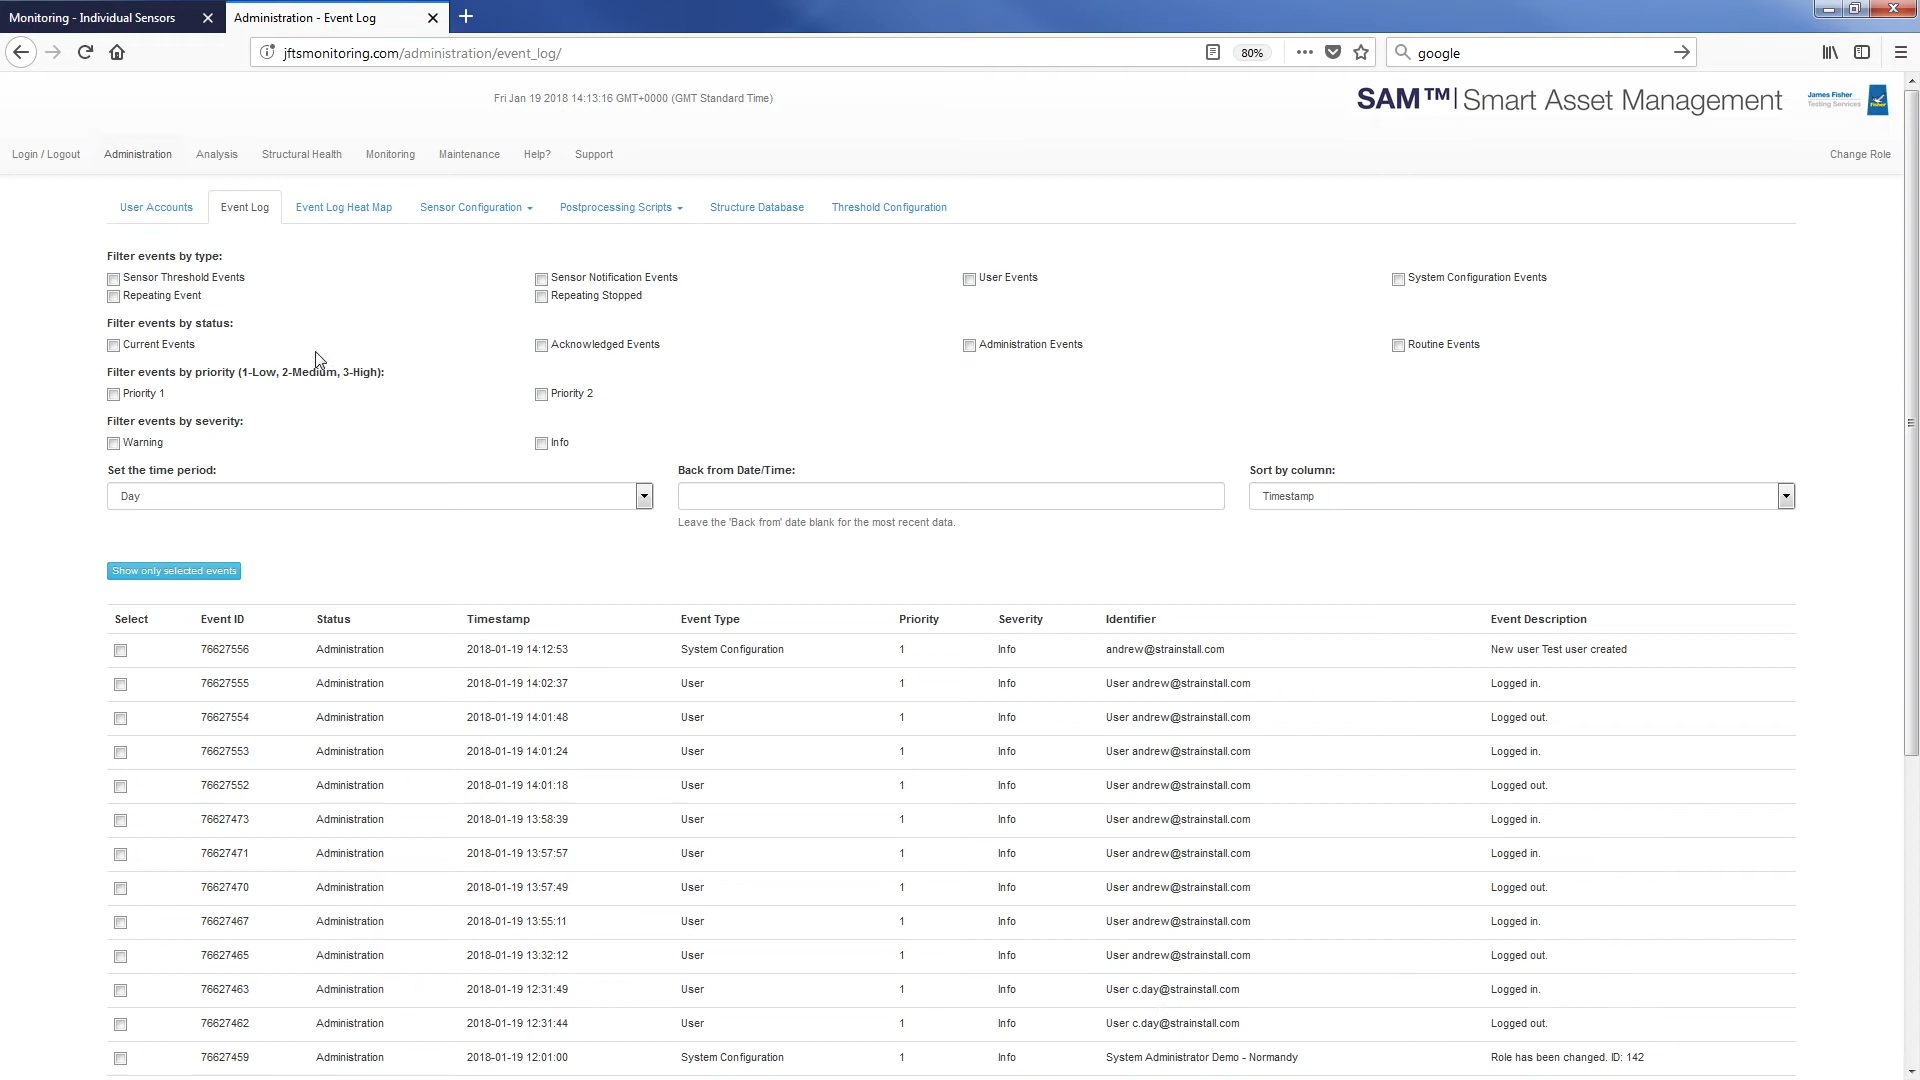 Monitoring - Individual Sensors
Administration - Event Log
jftsmonitoring.com/administration/event_log/
80%
google
Fri Jan 19 2018 14:13:16 GMT+0000 (GMT Standard Time)
SAM™| Smart Asset Management
James Fisher
Testing Services
Login / Logout Administration Analysis Structural Health Monitoring Maintenance Help? Support Change Role
User Accounts Event Log Event Log Heat Map Sensor Configuration Postprocessing Scripts Structure Database Threshold Configuration
Filter events by type:
Sensor Threshold Events Sensor Notification Events User Events System Configuration Events
Repeating Event Repeating Stopped
Filter events by status:
Current Events Acknowledged Events Administration Events Routine Events
Filter events by priority (1-Low, 2-Medium, 3-High):
Priority 1 Priority 2
Filter events by severity:
Warning Info
Set the time period: Back from Date/Time: Sort by column:
Day Timestamp
Leave the 'Back from' date blank for the most recent data.
Show only selected events
Select Event ID Status Timestamp Event Type Priority Severity Identifier Event Description
76627556 Administration 2018-01-19 14:12:53 System Configuration 1 Info andrew@strainstall.com New user Test user created
76627555 Administration 2018-01-19 14:02:37 User 1 Info User andrew@strainstall.com Logged in.
76627554 Administration 2018-01-19 14:01:48 User 1 Info User andrew@strainstall.com Logged out.
76627553 Administration 2018-01-19 14:01:24 User 1 Info User andrew@strainstall.com Logged in.
76627552 Administration 2018-01-19 14:01:18 User 1 Info User andrew@strainstall.com Logged out.
76627473 Administration 2018-01-19 13:58:39 User 1 Info User andrew@strainstall.com Logged in.
76627471 Administration 2018-01-19 13:57:57 User 1 Info User andrew@strainstall.com Logged in.
76627470 Administration 2018-01-19 13:57:49 User 1 Info User andrew@strainstall.com Logged out.
76627467 Administration 2018-01-19 13:55:11 User 1 Info User andrew@strainstall.com Logged in.
76627465 Administration 2018-01-19 13:32:12 User 1 Info User andrew@strainstall.com Logged out.
76627463 Administration 2018-01-19 12:31:49 User 1 Info User c.day@strainstall.com Logged in.
76627462 Administration 2018-01-19 12:31:44 User 1 Info User c.day@strainstall.com Logged out.
76627459 Administration 2018-01-19 12:01:00 System Configuration 1 Info System Administrator Demo - Normandy Role has been changed. ID: 142